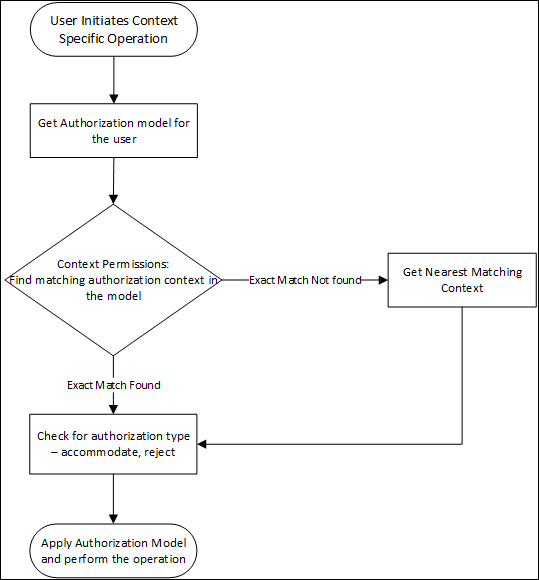 User Initiates Context
Specific Operation
Get Authorization model for
the user
Context Permissions:
Find matching authorization context in
the model
Exact Match Not found
Get Nearest Matching
Context
Exact Match Found
Check for authorization type
– accommodate, reject
Apply Authorization Model
and perform the operation